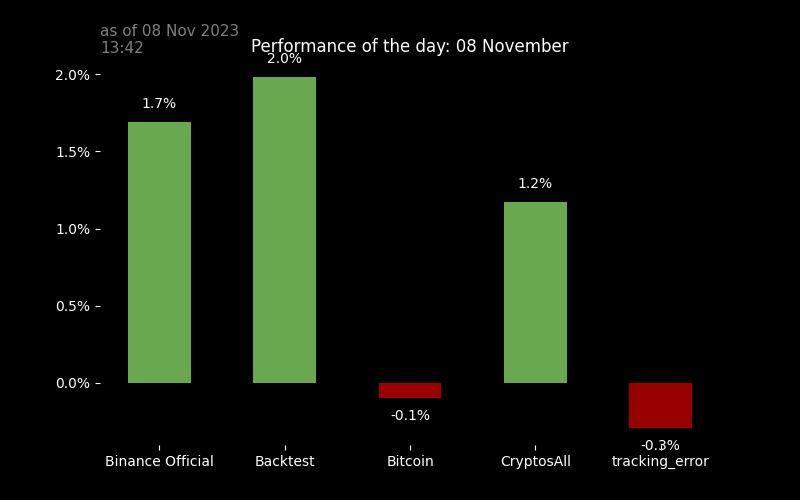 as of 08 Nov 2023
13:42
Performance of the day: 08 November
2.0%
2.0%
1.7%
1.5%
1.2%
1.0%
0.5%
0.0%
-0.1%
-0.3%
Binance Official
Backtest
Bitcoin
CryptosAll
tracking_error